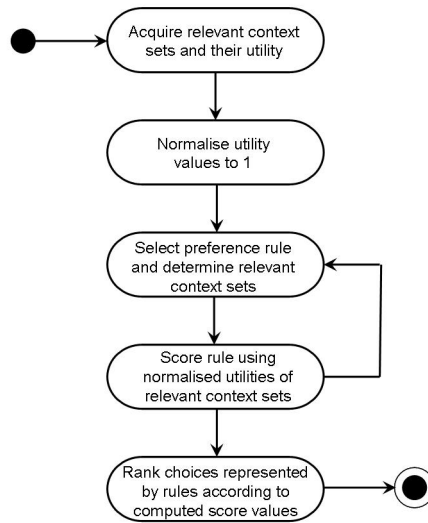 Acquire relevant context
sets and their utility
Normalise utility
values to 1
Select preference rule
and determine relevant
context sets
Score rule using
normalised utilities of
relevant context sets
Rank choices represented
by rules according to
computed score values